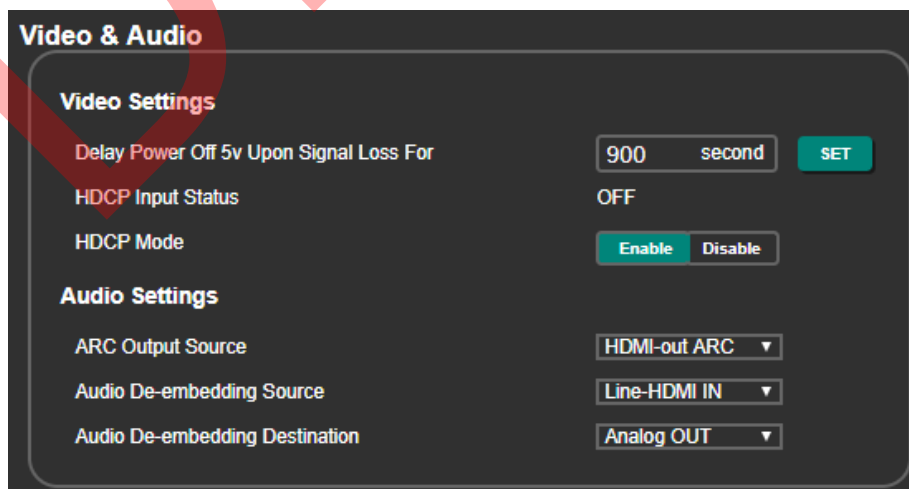 Video & Audio
Video Settings
Delay Power Off 5v Upon Signal Loss For 900 second SET
HDCP Input Status OFF
HDCP Mode Enable Disable
Audio Settings
ARC Output Source HDMI-out ARC
Audio De-embedding Source Line-HDMI IN
Audio De-embedding Destination Analog OUT